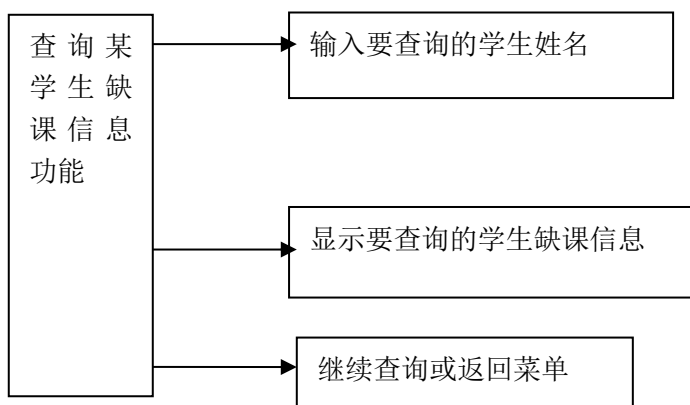 查询某
学生缺
课信息
功能
输入要查询的学生姓名
显示要查询的学生缺课信息
继续查询或返回菜单